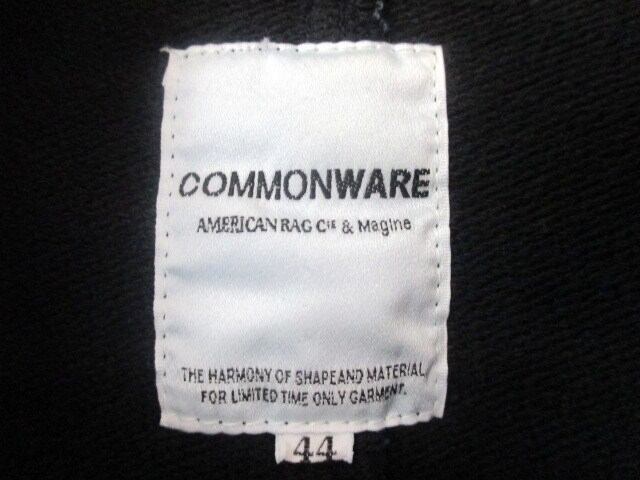 COMMONWARE
AMERICAN RAG CIE & Magine
THE HARMONY OF SHAPEAND MATERIAL
FOR LIMITED TIME ONLY GARMENT.
44